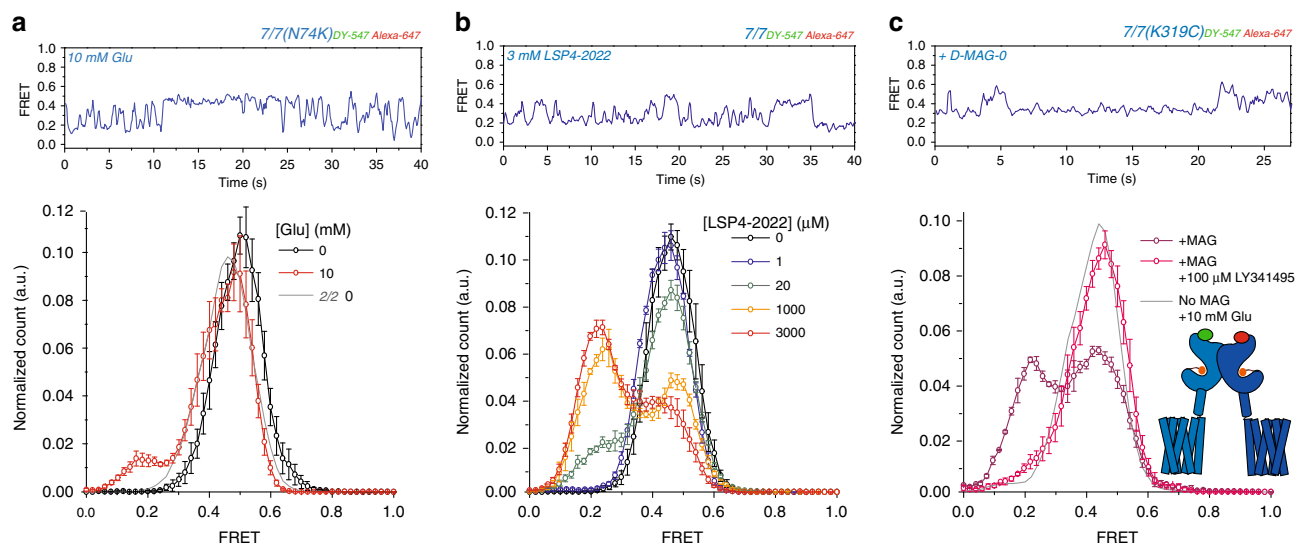 a
7/7(N74K)DY-547 Alexa-647
10 mM Glu
FRET
1.0
0.8
0.6
0.4
0.2
0.0
0 5 10 15 20 25 30 35 40
Time (s)
[Glu] (mM)
0
10
2/2 0
Normalized count (a.u.)
0.12
0.10
0.08
0.06
0.04
0.02
0.00
0.0 0.2 0.4 0.6 0.8 1.0
FRET
b
7/7DY-547 Alexa-647
3 mM LSP4-2022
FRET
1.0
0.8
0.6
0.4
0.2
0.0
0 5 10 15 20 25 30 35 40
Time (s)
[LSP4-2022] (μM)
0
1
20
1000
3000
Normalized count (a.u.)
0.12
0.10
0.08
0.06
0.04
0.02
0.00
0.0 0.2 0.4 0.6 0.8 1.0
FRET
c
7/7(K319C)DY-547 Alexa-647
+ D-MAG-0
FRET
1.0
0.8
0.6
0.4
0.2
0.0
0 5 10 15 20 25
Time (s)
+MAG
+MAG
+100 μM LY341495
No MAG
+10 mM Glu
Normalized count (a.u.)
0.10
0.08
0.06
0.04
0.02
0.00
0.0 0.2 0.4 0.6 0.8 1.0
FRET